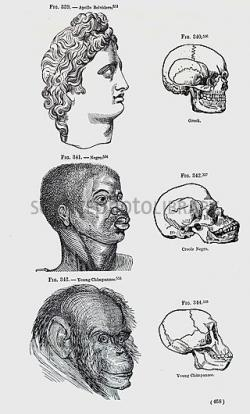 FIG. 339. — Apollo Belvidere.
FIG. 340.
Greek.
FIG. 341. — Negro.
FIG. 342.
Creole Negro.
FIG. 343. — Young Chimpanzee.
FIG. 344.
Young Chimpanzee.
(458)